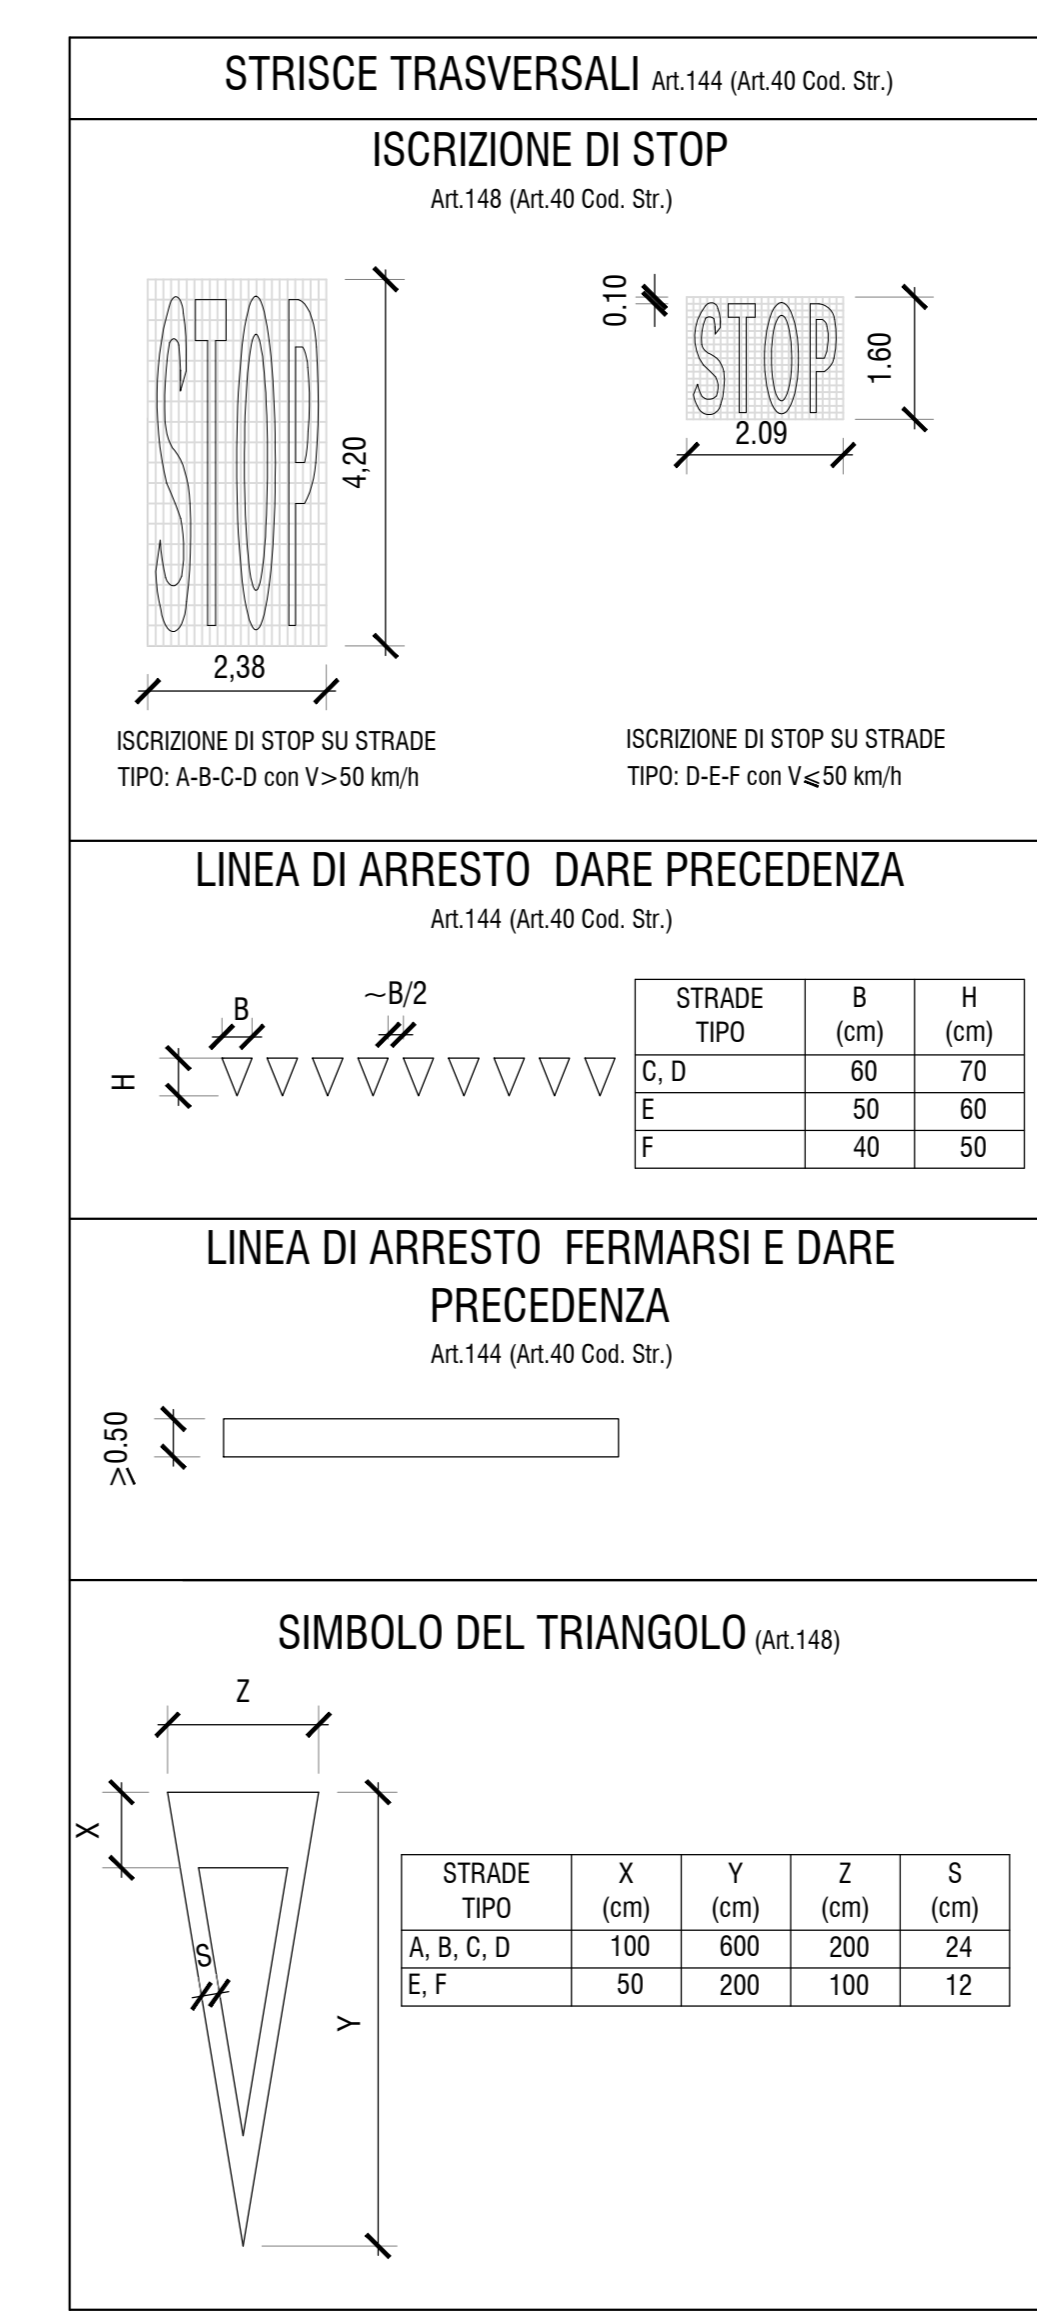 STRISCE TRASVERSALI Art.144 (Art.40 Cod. Str.)
ISCRIZIONE DI STOP
Art.148 (Art.40 Cod. Str.)
STOP
4,20
2,38
0.10
STOP
1.60
2.09
ISCRIZIONE DI STOP SU STRADE
TIPO: A-B-C-D con V>50 km/h
ISCRIZIONE DI STOP SU STRADE
TIPO: D-E-F con V⩽50 km/h
LINEA DI ARRESTO DARE PRECEDENZA
Art.144 (Art.40 Cod. Str.)
B
~B/2
H
STRADE TIPO B (cm) H (cm)
C, D 60 70
E 50 60
F 40 50
LINEA DI ARRESTO FERMARSI E DARE
PRECEDENZA
Art.144 (Art.40 Cod. Str.)
⩾0.50
SIMBOLO DEL TRIANGOLO (Art.148)
Z
X
S
Y
STRADE TIPO X (cm) Y (cm) Z (cm) S (cm)
A, B, C, D 100 600 200 24
E, F 50 200 100 12